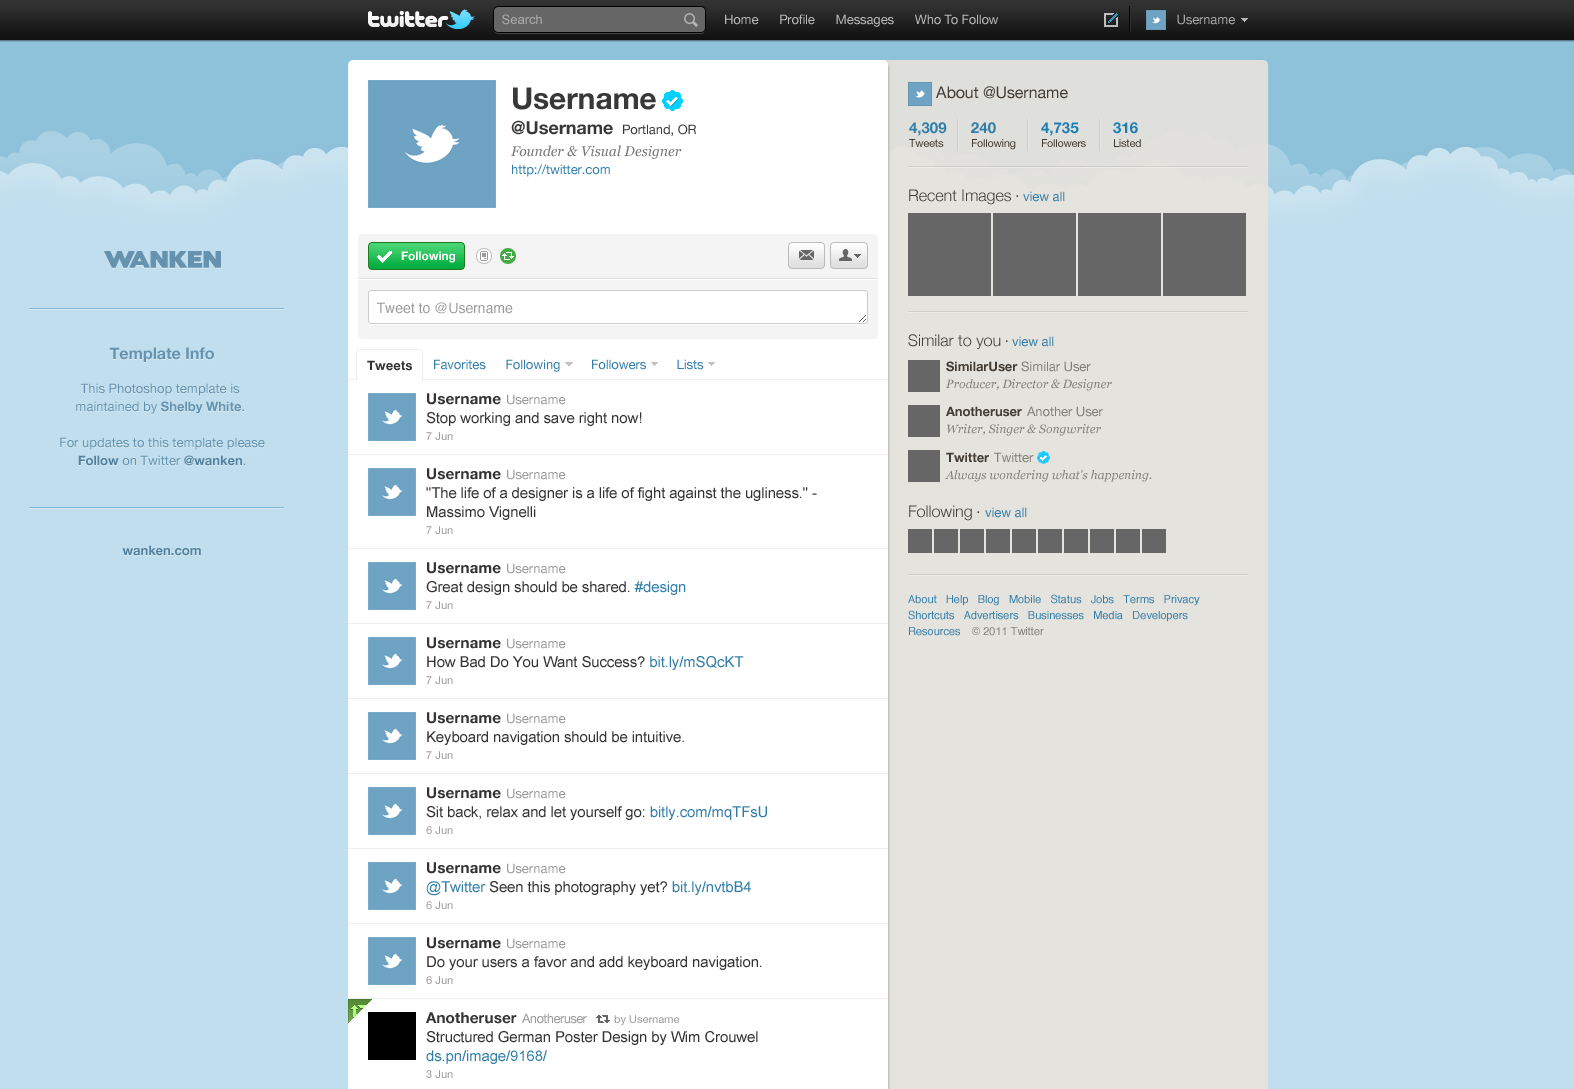 twitter
Search
Home Profile Messages Who To Follow
Username
WANKEN
Template Info
This Photoshop template is
maintained by Shelby White.
For updates to this template please
Follow on Twitter @wanken.
wanken.com
Username
@Username Portland, OR
Founder & Visual Designer
http://twitter.com
Following
Tweet to @Username
Tweets Favorites Following Followers Lists
Username Username
Stop working and save right now!
7 Jun
Username Username
"The life of a designer is a life of fight against the ugliness." -
Massimo Vignelli
7 Jun
Username Username
Great design should be shared. #design
7 Jun
Username Username
How Bad Do You Want Success? bit.ly/mSQcKT
7 Jun
Username Username
Keyboard navigation should be intuitive.
7 Jun
Username Username
Sit back, relax and let yourself go: bitly.com/mqTFsU
6 Jun
Username Username
@Twitter Seen this photography yet? bit.ly/nvtbB4
6 Jun
Username Username
Do your users a favor and add keyboard navigation.
6 Jun
Anotheruser Anotheruser by Username
Structured German Poster Design by Wim Crouwel
ds.pn/image/9168/
3 Jun
About @Username
4,309 240 4,735 316
Tweets Following Followers Listed
Recent Images · view all
Similar to you · view all
SimilarUser Similar User
Producer, Director & Designer
Anotheruser Another User
Writer, Singer & Songwriter
Twitter Twitter
Always wondering what's happening.
Following · view all
About Help Blog Mobile Status Jobs Terms Privacy
Shortcuts Advertisers Businesses Media Developers
Resources © 2011 Twitter